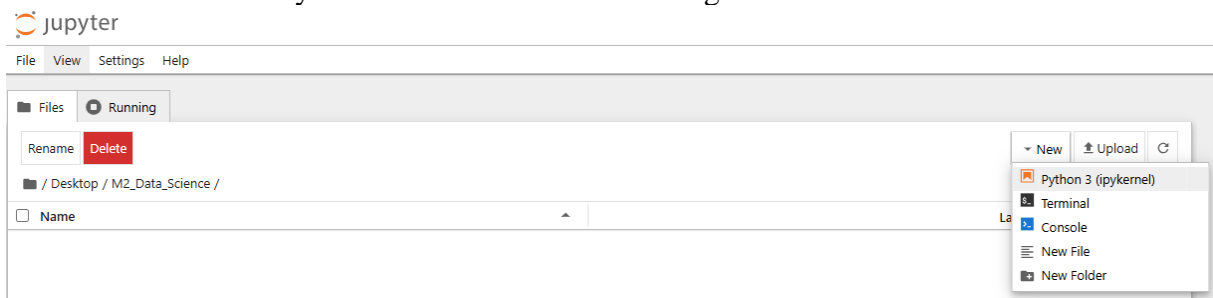 jupyter
File View Settings Help
Files Running
Rename Delete New Upload
/ Desktop / M2_Data_Science /
Name La
Python 3 (ipykernel)
Terminal
Console
New File
New Folder